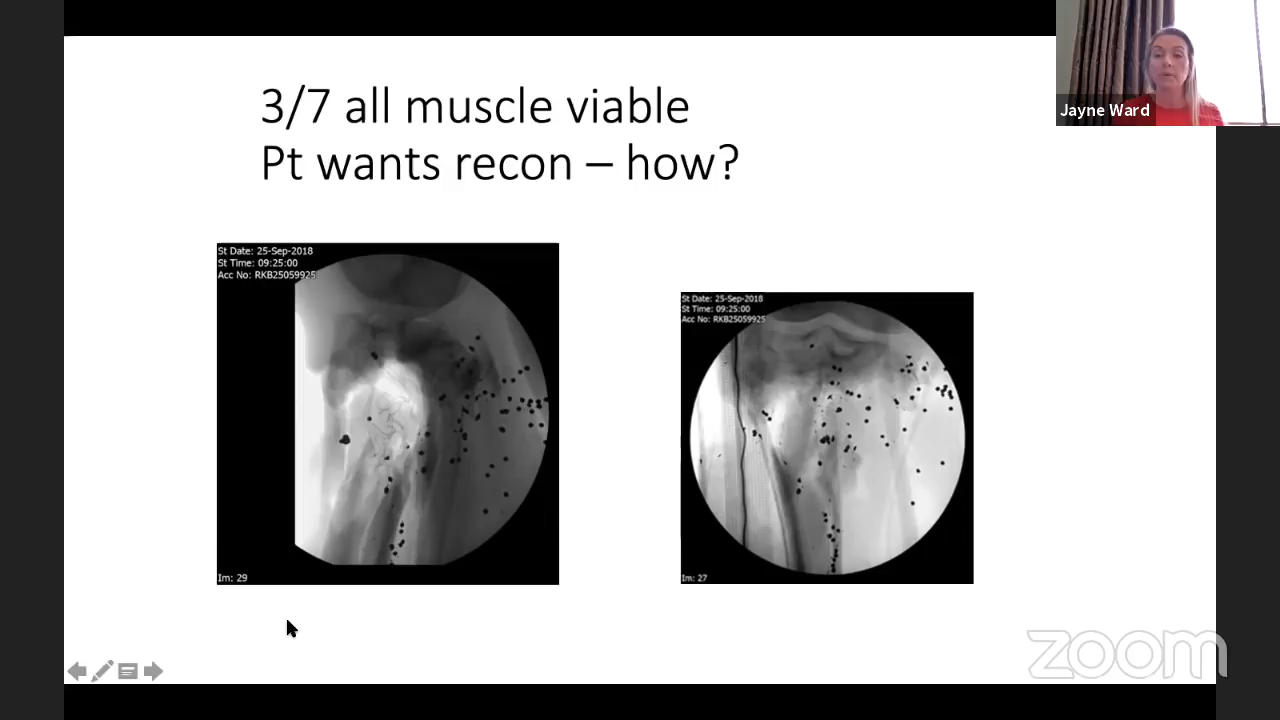 3/7 all muscle viable
Pt wants recon – how?
Jayne Ward
St Date: 25-Sep-2018
St Time: 09:25:00
Acc No: RKB25059925
Im: 29
St Date: 25-Sep-2018
St Time: 09:25:00
Acc No: RKB25059925
Im: 27
zoom